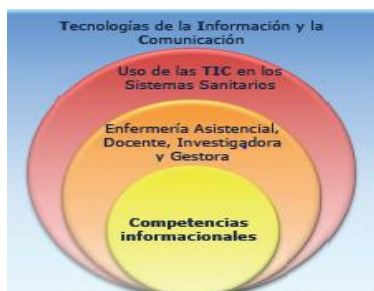 Tecnologías de la Información y la
Comunicación
Uso de las TIC en los
Sistemas Sanitarios
Enfermería Asistencial,
Docente, Investigadora
y Gestora
Competencias
informacionales